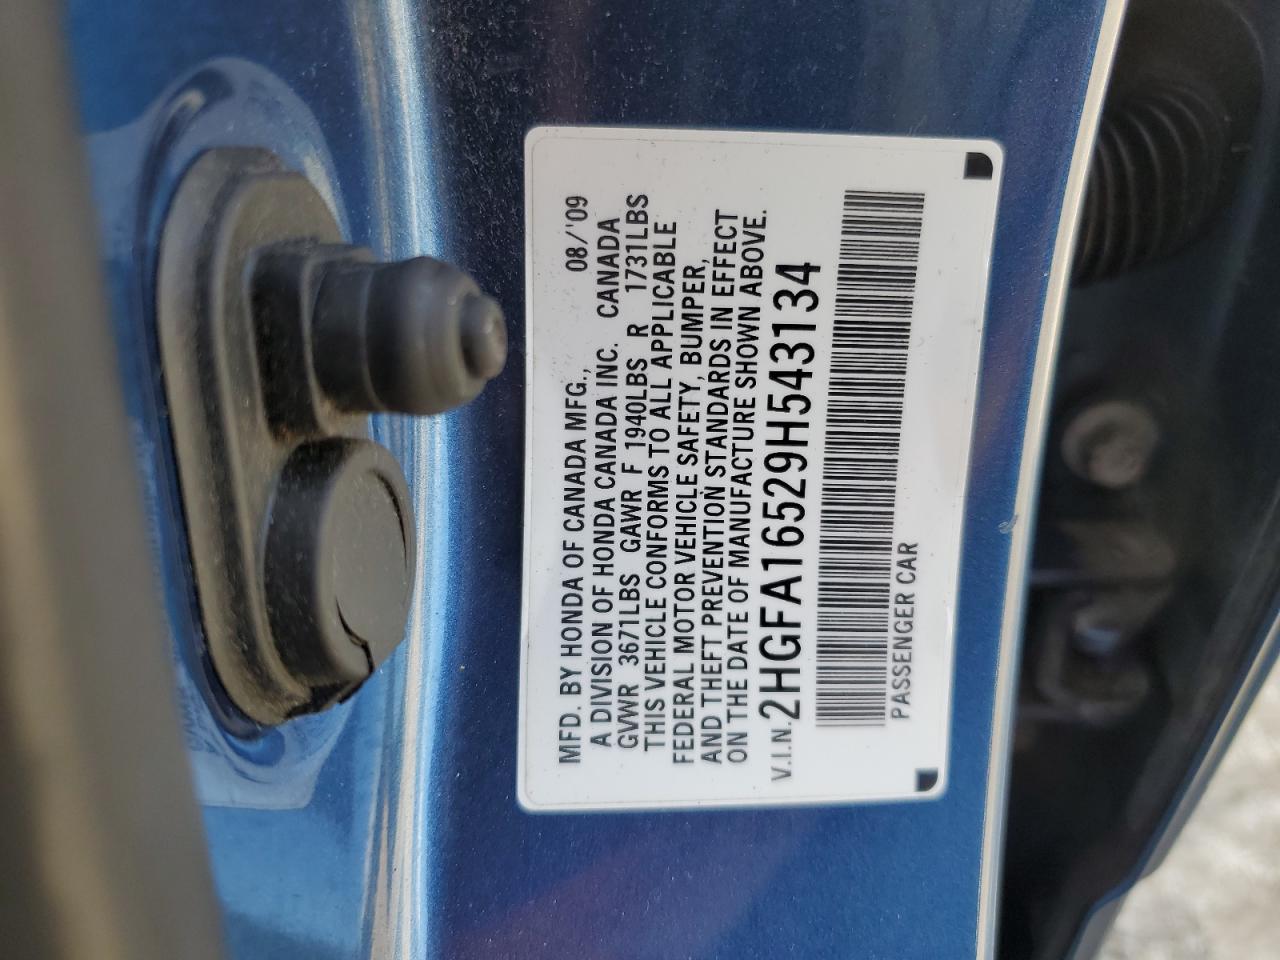 MFD. BY HONDA OF CANADA MFG., 08/'09
A DIVISION OF HONDA CANADA INC. CANADA
GVWR 3671LBS GAWR F 1940LBS R 1731LBS
THIS VEHICLE CONFORMS TO ALL APPLICABLE
FEDERAL MOTOR VEHICLE SAFETY, BUMPER,
AND THEFT PREVENTION STANDARDS IN EFFECT
ON THE DATE OF MANUFACTURE SHOWN ABOVE.
V.I.N. 2HGFA16529H543134
PASSENGER CAR